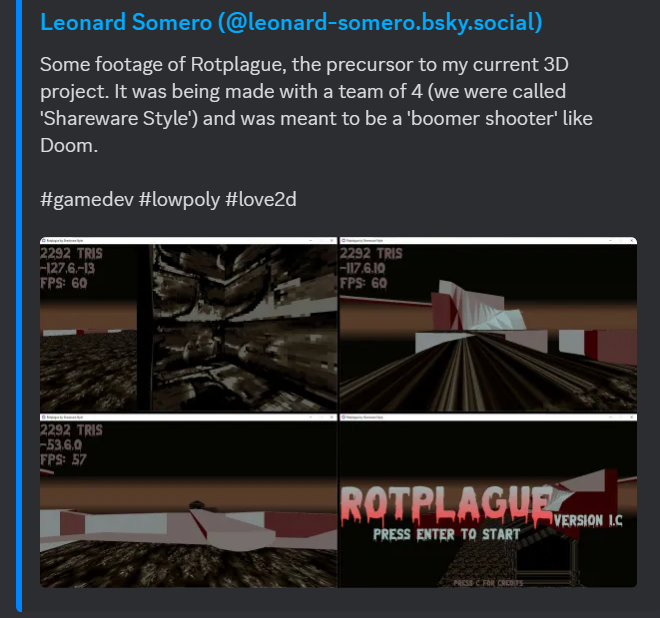 Leonard Somero (@leonard-somero.bsky.social)
Some footage of Rotplague, the precursor to my current 3D
project. It was being made with a team of 4 (we were called
'Shareware Style') and was meant to be a 'boomer shooter' like
Doom.
#gamedev #lowpoly #love2d
2292 TRIS
-127.6.-13
FPS: 60
2292 TRIS
-117.6.10
FPS: 60
2292 TRIS
-53.6.0
FPS: 57
ROTPLAGUE
VERSION 1.C
PRESS ENTER TO START
PRESS C FOR CREDITS